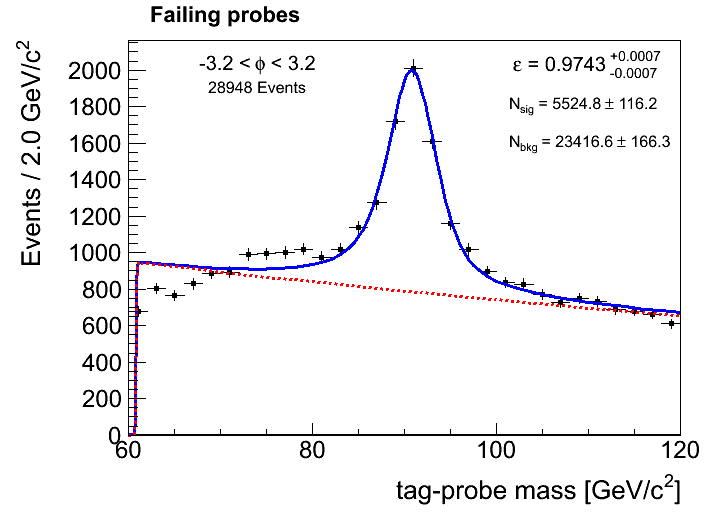 Failing probes
-3.2 < ϕ < 3.2
28948 Events
ε = 0.9743 +0.0007 -0.0007
Nsig = 5524.8 ± 116.2
Nbkg = 23416.6 ± 166.3
Events / 2.0 GeV/c²
2000
1800
1600
1400
1200
1000
800
600
400
200
0
60 80 100 120
tag-probe mass [GeV/c²]